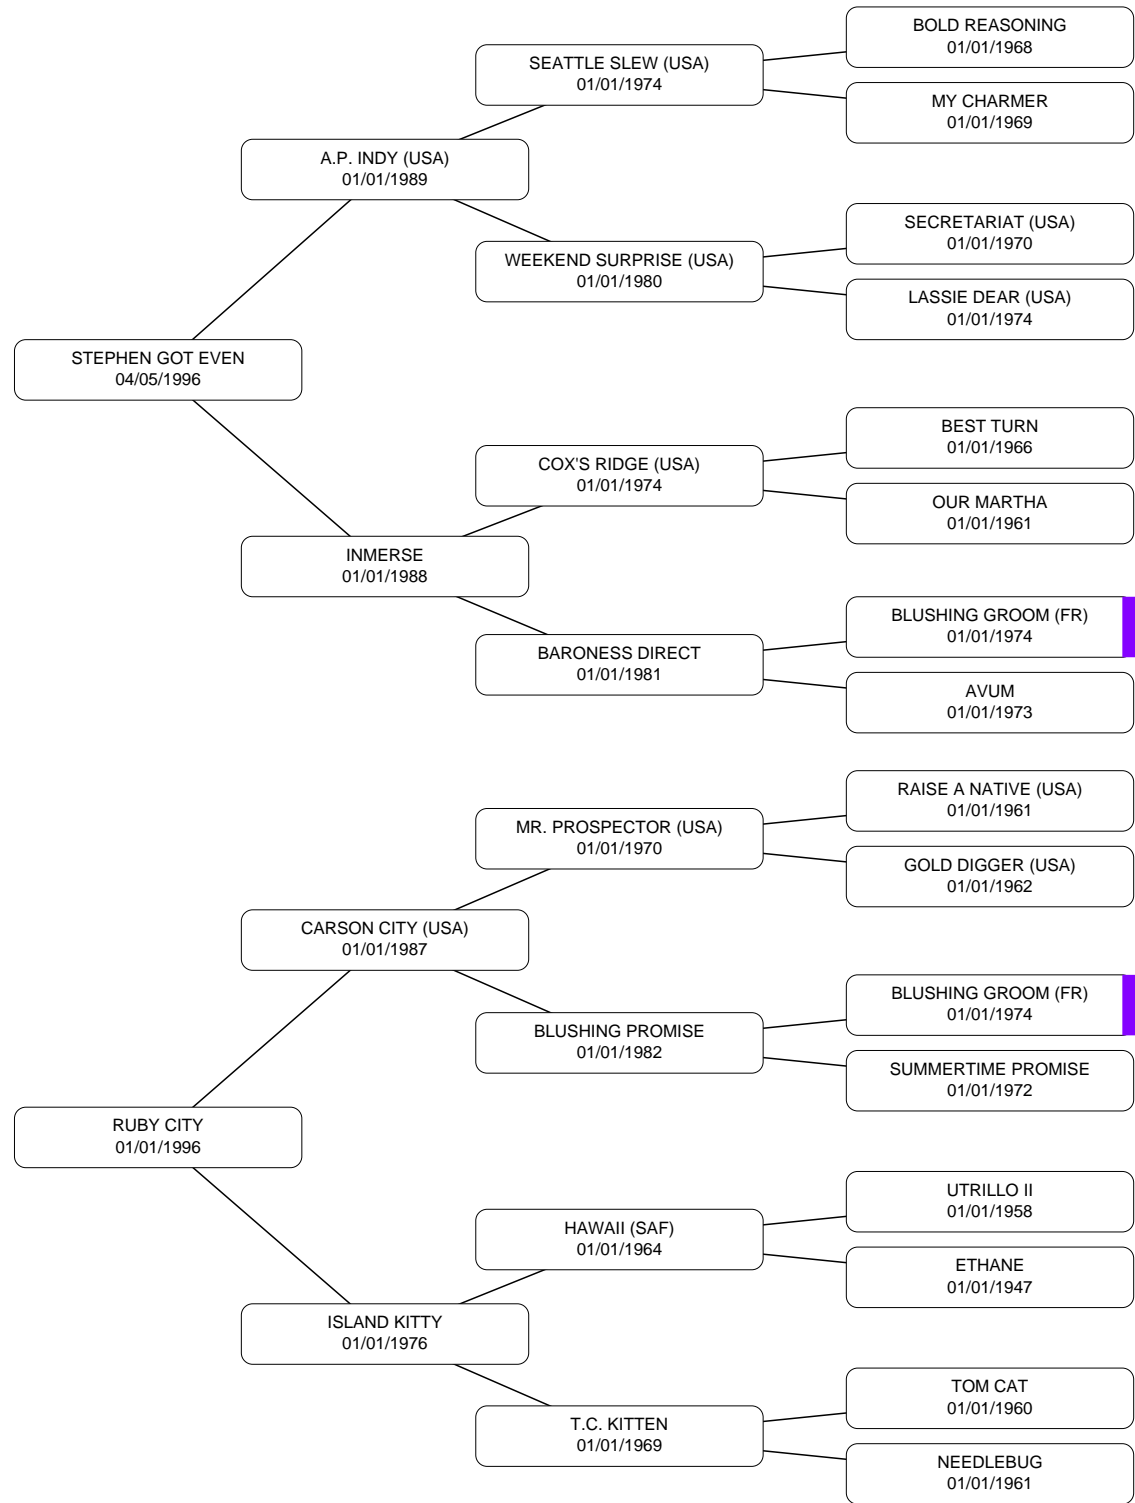 BOLD REASONING
01/01/1968
SEATTLE SLEW (USA)
01/01/1974
MY CHARMER
01/01/1969
A.P. INDY (USA)
01/01/1989
SECRETARIAT (USA)
01/01/1970
WEEKEND SURPRISE (USA)
01/01/1980
LASSIE DEAR (USA)
01/01/1974
STEPHEN GOT EVEN
04/05/1996
BEST TURN
01/01/1966
COX'S RIDGE (USA)
01/01/1974
OUR MARTHA
01/01/1961
INMERSE
01/01/1988
BLUSHING GROOM (FR)
01/01/1974
BARONESS DIRECT
01/01/1981
AVUM
01/01/1973
RAISE A NATIVE (USA)
01/01/1961
MR. PROSPECTOR (USA)
01/01/1970
GOLD DIGGER (USA)
01/01/1962
CARSON CITY (USA)
01/01/1987
BLUSHING GROOM (FR)
01/01/1974
BLUSHING PROMISE
01/01/1982
SUMMERTIME PROMISE
01/01/1972
RUBY CITY
01/01/1996
UTRILLO II
01/01/1958
HAWAII (SAF)
01/01/1964
ETHANE
01/01/1947
ISLAND KITTY
01/01/1976
TOM CAT
01/01/1960
T.C. KITTEN
01/01/1969
NEEDLEBUG
01/01/1961